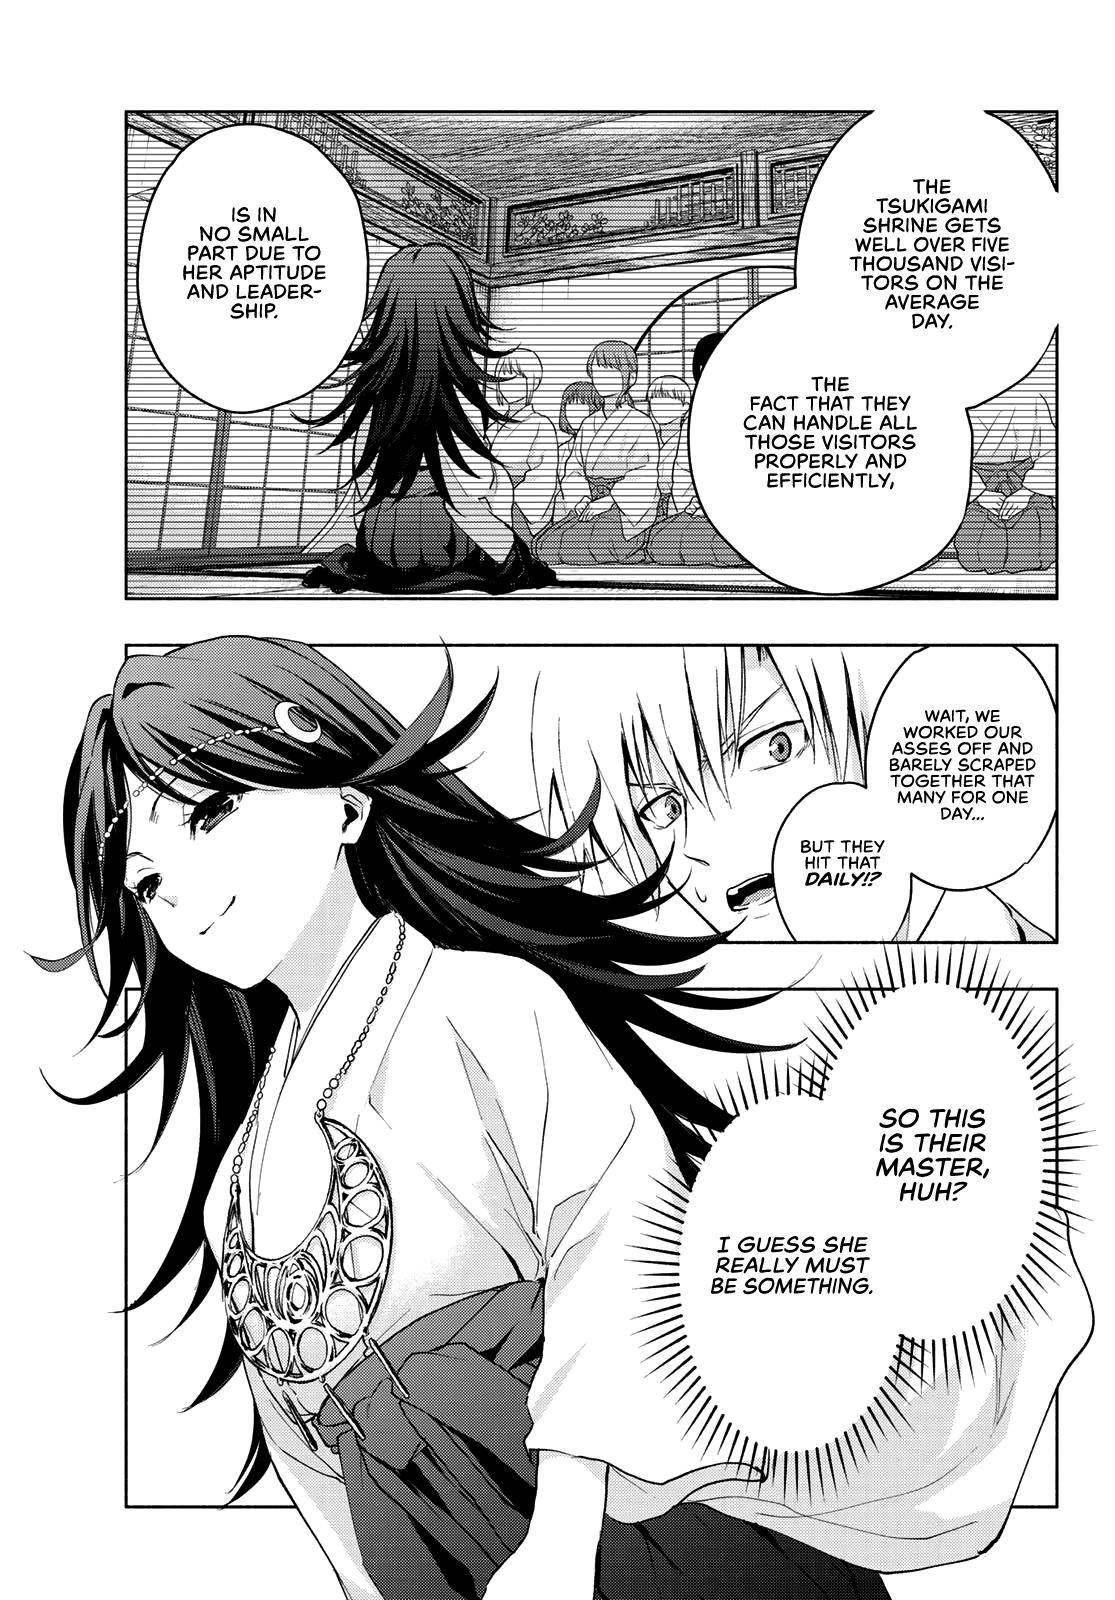 THE
TSUKIGAMI
SHRINE GETS
WELL OVER FIVE
THOUSAND VISI-
TORS ON THE
AVERAGE
DAY.
THE
FACT THAT THEY
CAN HANDLE ALL
THOSE VISITORS
PROPERLY AND
EFFICIENTLY,
IS IN
NO SMALL
PART DUE TO
HER APTITUDE
AND LEADER-
SHIP.
WAIT, WE
WORKED OUR
ASSES OFF AND
BARELY SCRAPED
TOGETHER THAT
MANY FOR ONE
DAY...
BUT THEY
HIT THAT
DAILY!?
SO THIS
IS THEIR
MASTER,
HUH?
I GUESS SHE
REALLY MUST
BE SOMETHING.